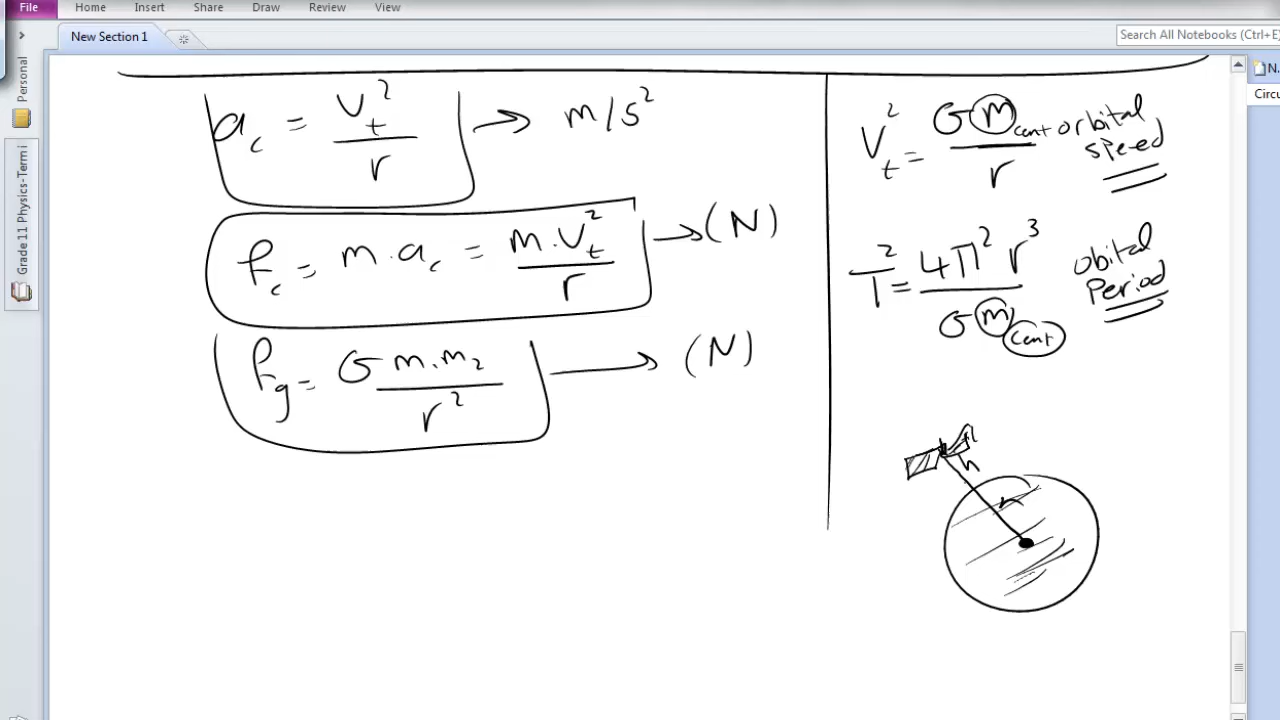 File Home Insert Share Draw Review View
New Section 1
Search All Notebooks (Ctrl+E)
Personal
Grade 11 Physics-Term i
N.
Circu
a_c = V_t^2 / r → m/s^2
F_c = m.a_c = m.V_t^2 / r → (N)
F_g = G m_1 m_2 / r^2 → (N)
V_t^2 = G m_cent / r orbital speed
T^2 = 4π^2 r^3 / G m_cent obital Period
h
r